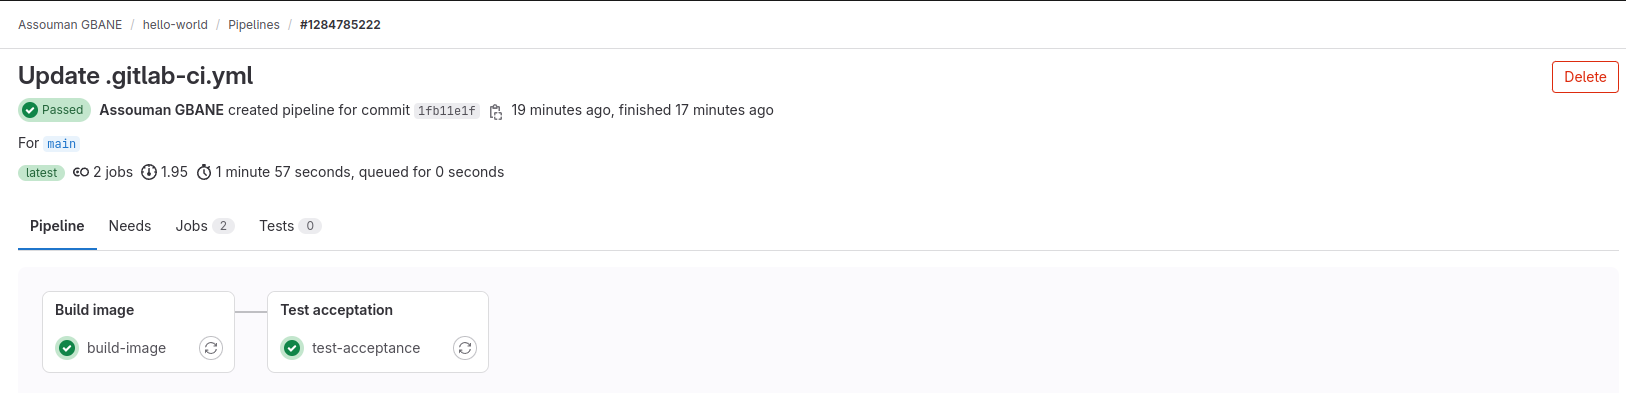 Assouman GBANE / hello-world / Pipelines / #1284785222
Update .gitlab-ci.yml
Delete
Passed Assouman GBANE created pipeline for commit 1fb11e1f 19 minutes ago, finished 17 minutes ago
For main
latest 2 jobs 1.95 1 minute 57 seconds, queued for 0 seconds
Pipeline Needs Jobs 2 Tests 0
Build image Test acceptation
build-image test-acceptance